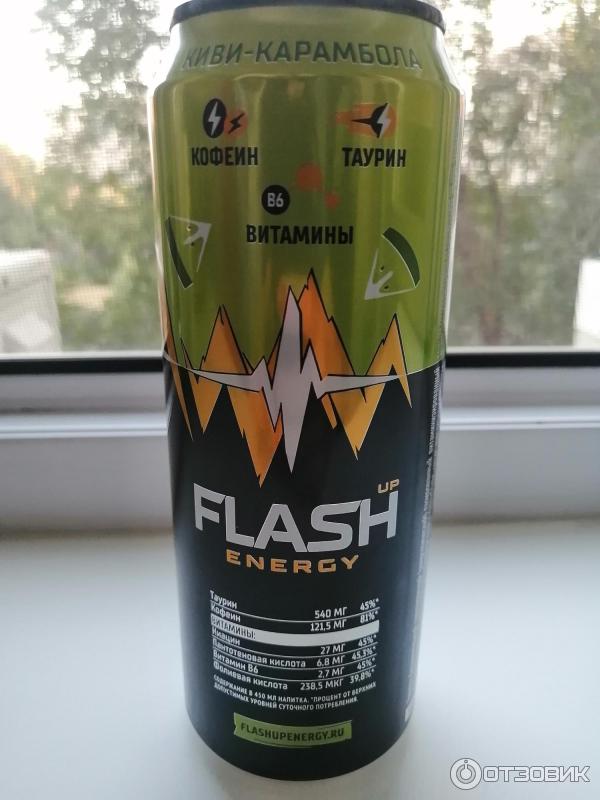 КИВИ-КАРАМБОЛА
КОФЕИН
ТАУРИН
B6
ВИТАМИНЫ
UP
FLASH
ENERGY
Таурин 540 МГ 45%*
Кофеин 121,5 МГ 81%*
ВИТАМИНЫ:
Ниацин 27 МГ 45%*
Пантотеновая кислота 6,8 МГ 45,3%*
Витамин В6 2,7 МГ 45%*
Фолиевая кислота 238,5 МКГ 39,8%*
СОДЕРЖАНИЕ В 450 МЛ НАПИТКА. *ПРОЦЕНТ ОТ ВЕРХНИХ
ДОПУСТИМЫХ УРОВНЕЙ СУТОЧНОГО ПОТРЕБЛЕНИЯ.
FLASHUPENERGY.RU
ОТЗОВИК